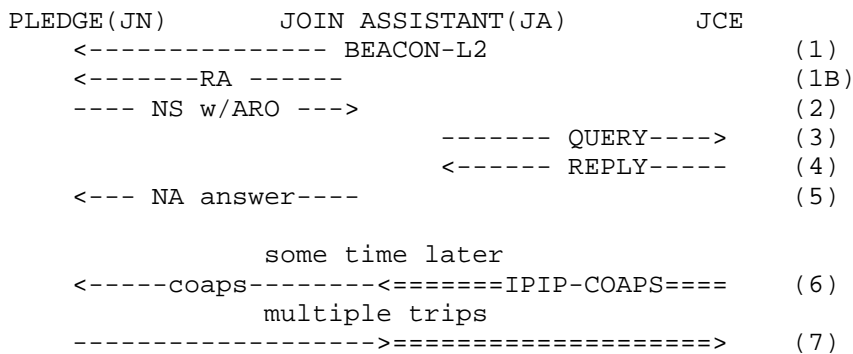 PLEDGE(JN)       JOIN ASSISTANT(JA)        JCE
    <--------------- BEACON-L2                  (1)
    <-------RA ------                           (1B)
    ---- NS w/ARO --->                          (2)
                          ------- QUERY---->    (3)
                          <------ REPLY-----    (4)
    <--- NA answer----                          (5)
               some time later
    <-----coaps--------<=======IPIP-COAPS====   (6)
               multiple trips
    ------------------->====================>   (7)